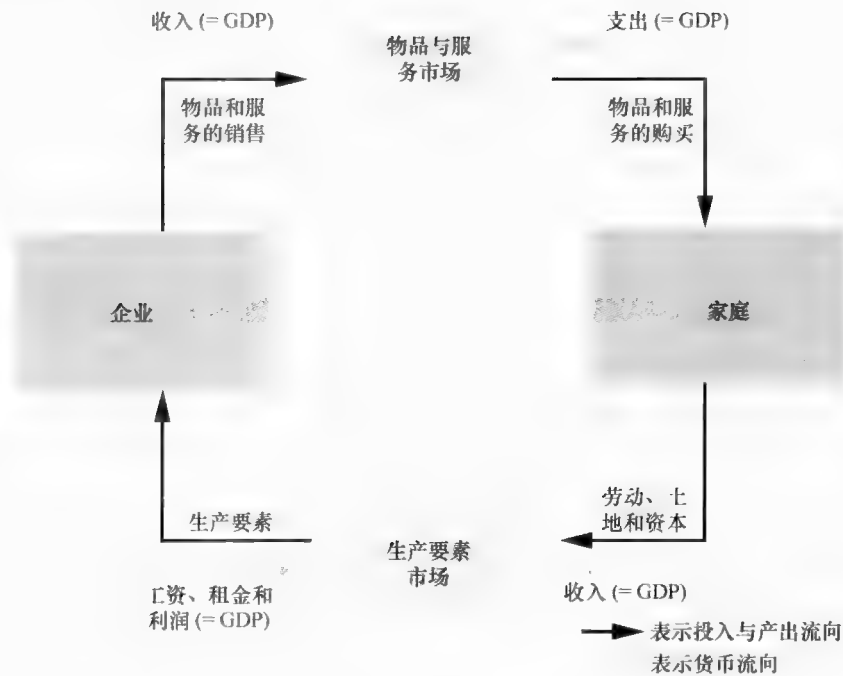 收入 (= GDP)
物品与服
务市场
支出 (= GDP)
物品和服
务的销售
物品和服
务的购买
企业
家庭
劳动、土
地和资本
生产要素
生产要素
市场
工资、租金和
利润 (= GDP)
收入 (= GDP)
表示投入与产出流向
表示货币流向